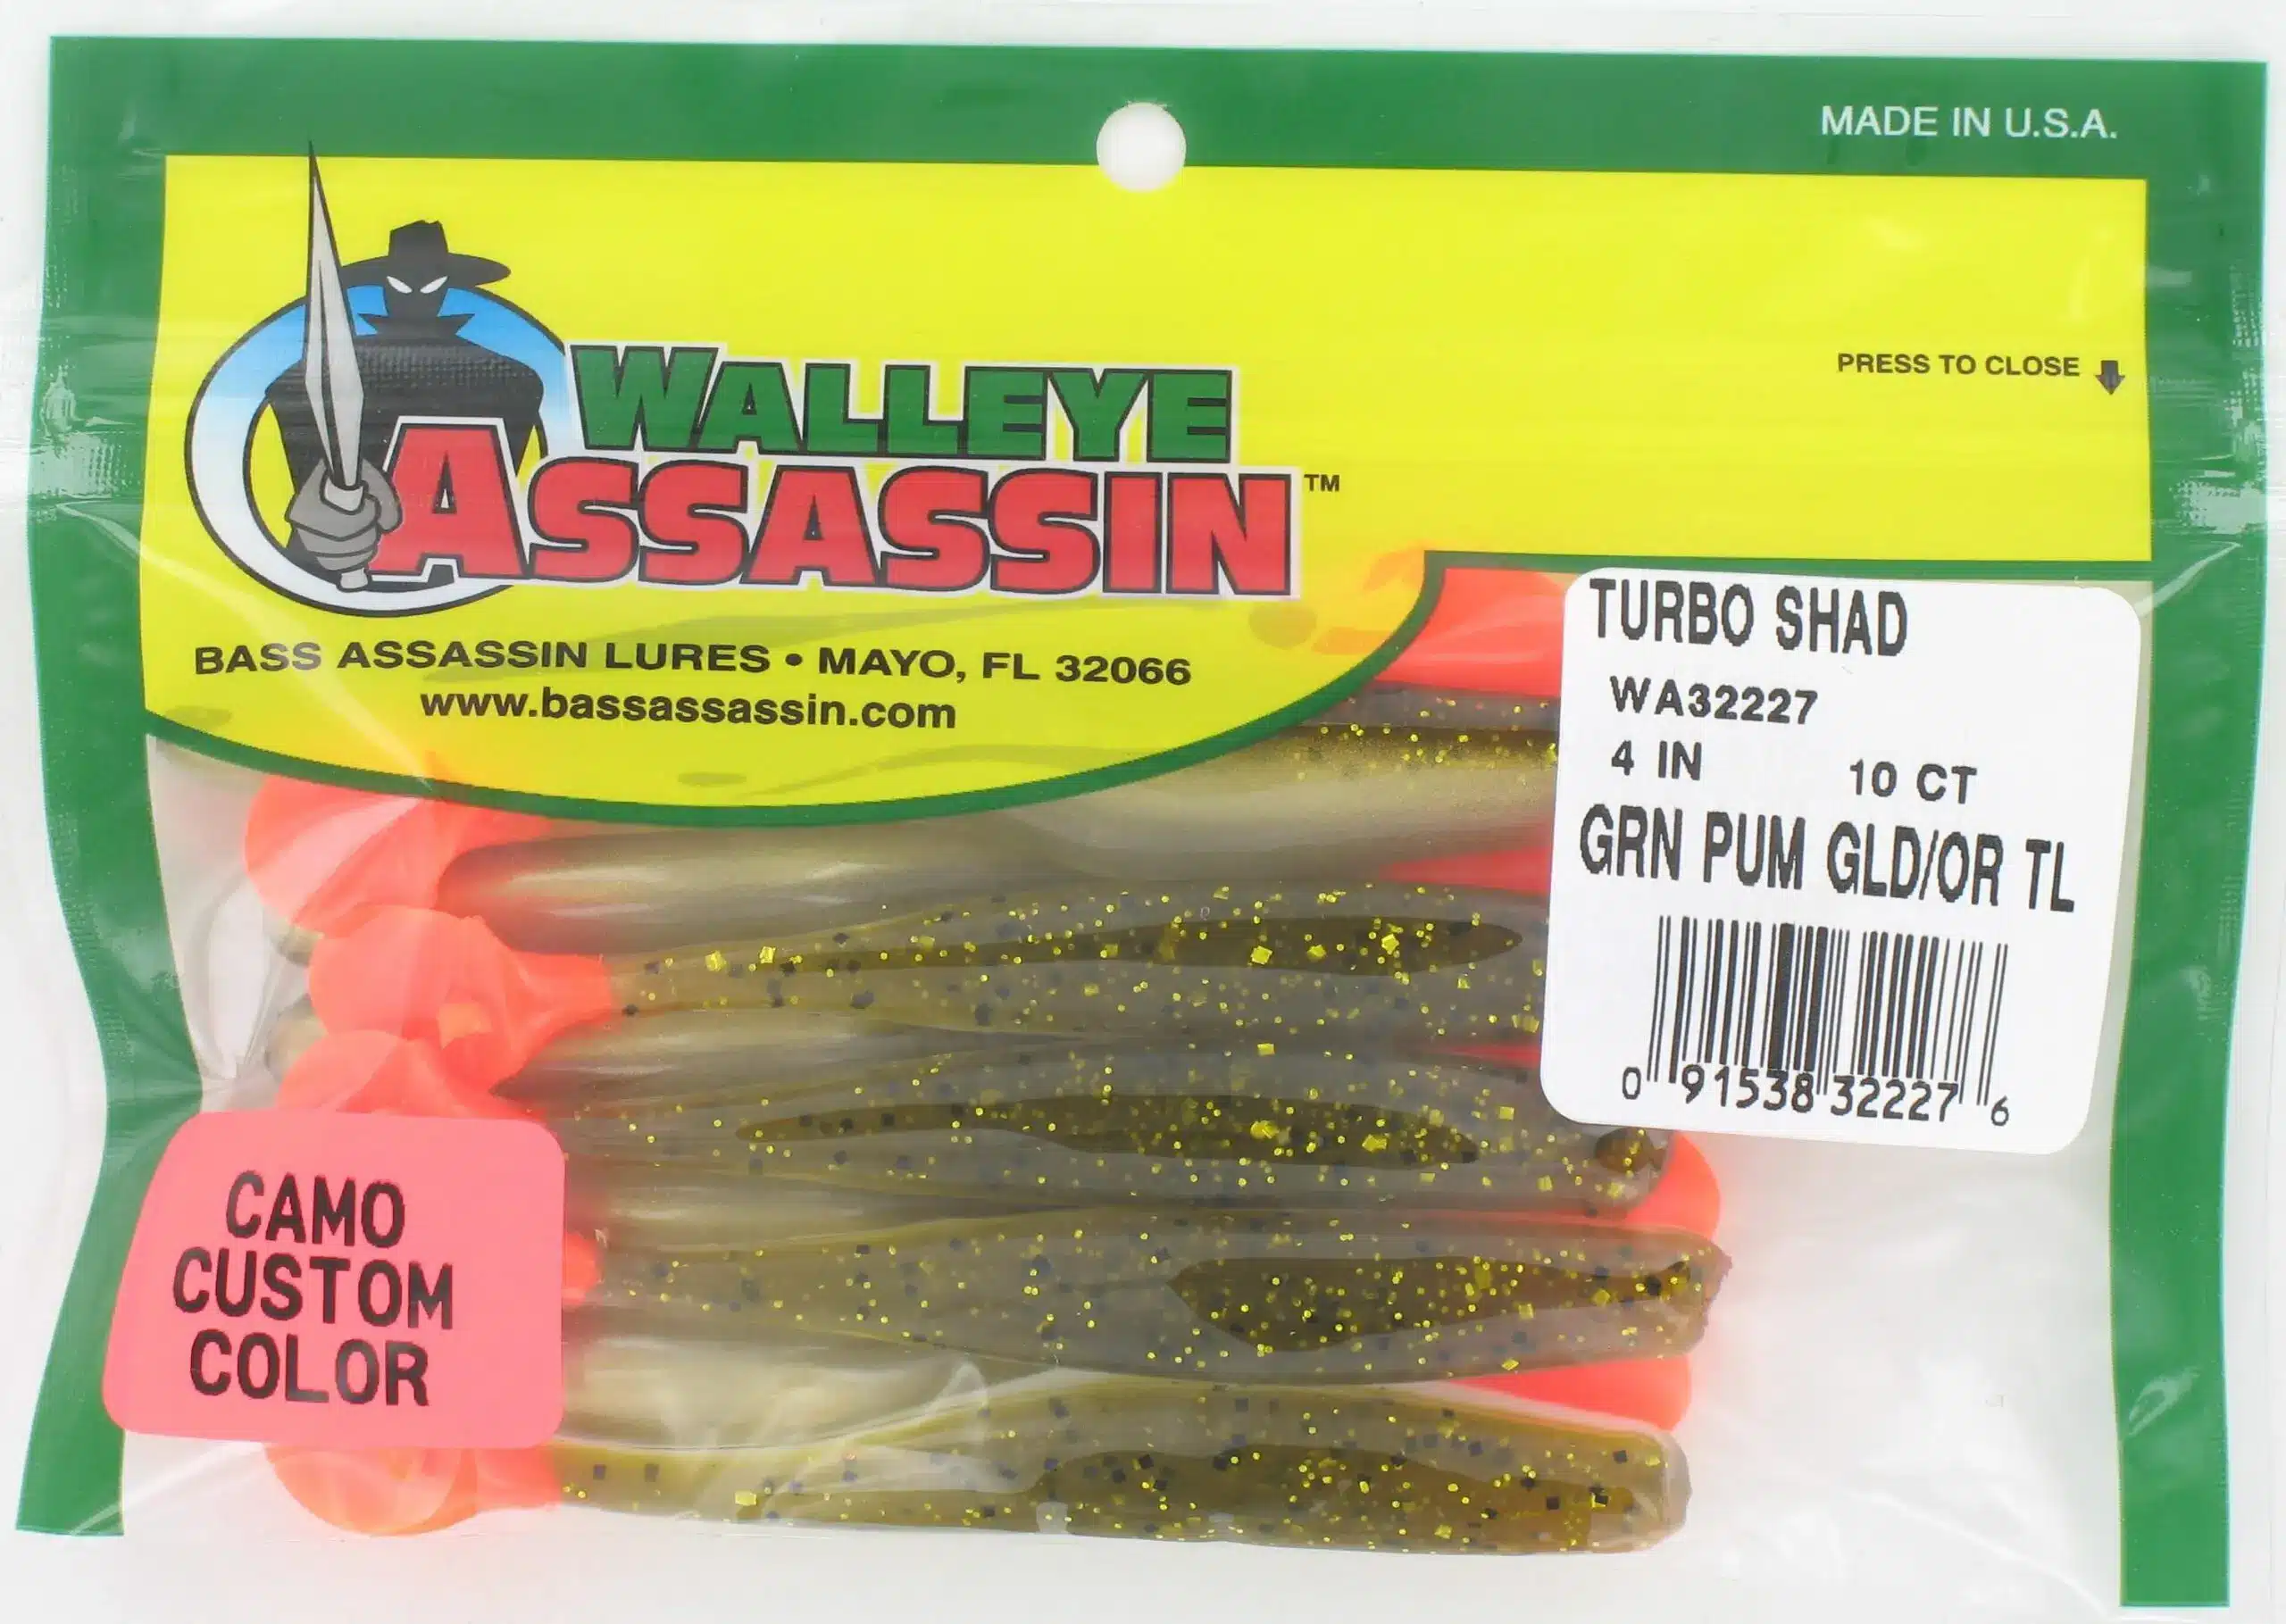 MADE IN U.S.A.
PRESS TO CLOSE
WALLEYE
ASSASSIN™
BASS ASSASSIN LURES • MAYO, FL 32066
www.bassassassin.com
TURBO SHAD
WA32227
4 IN 10 CT
GRN PUM GLD/OR TL
0 91538 32227 6
CAMO
CUSTOM
COLOR